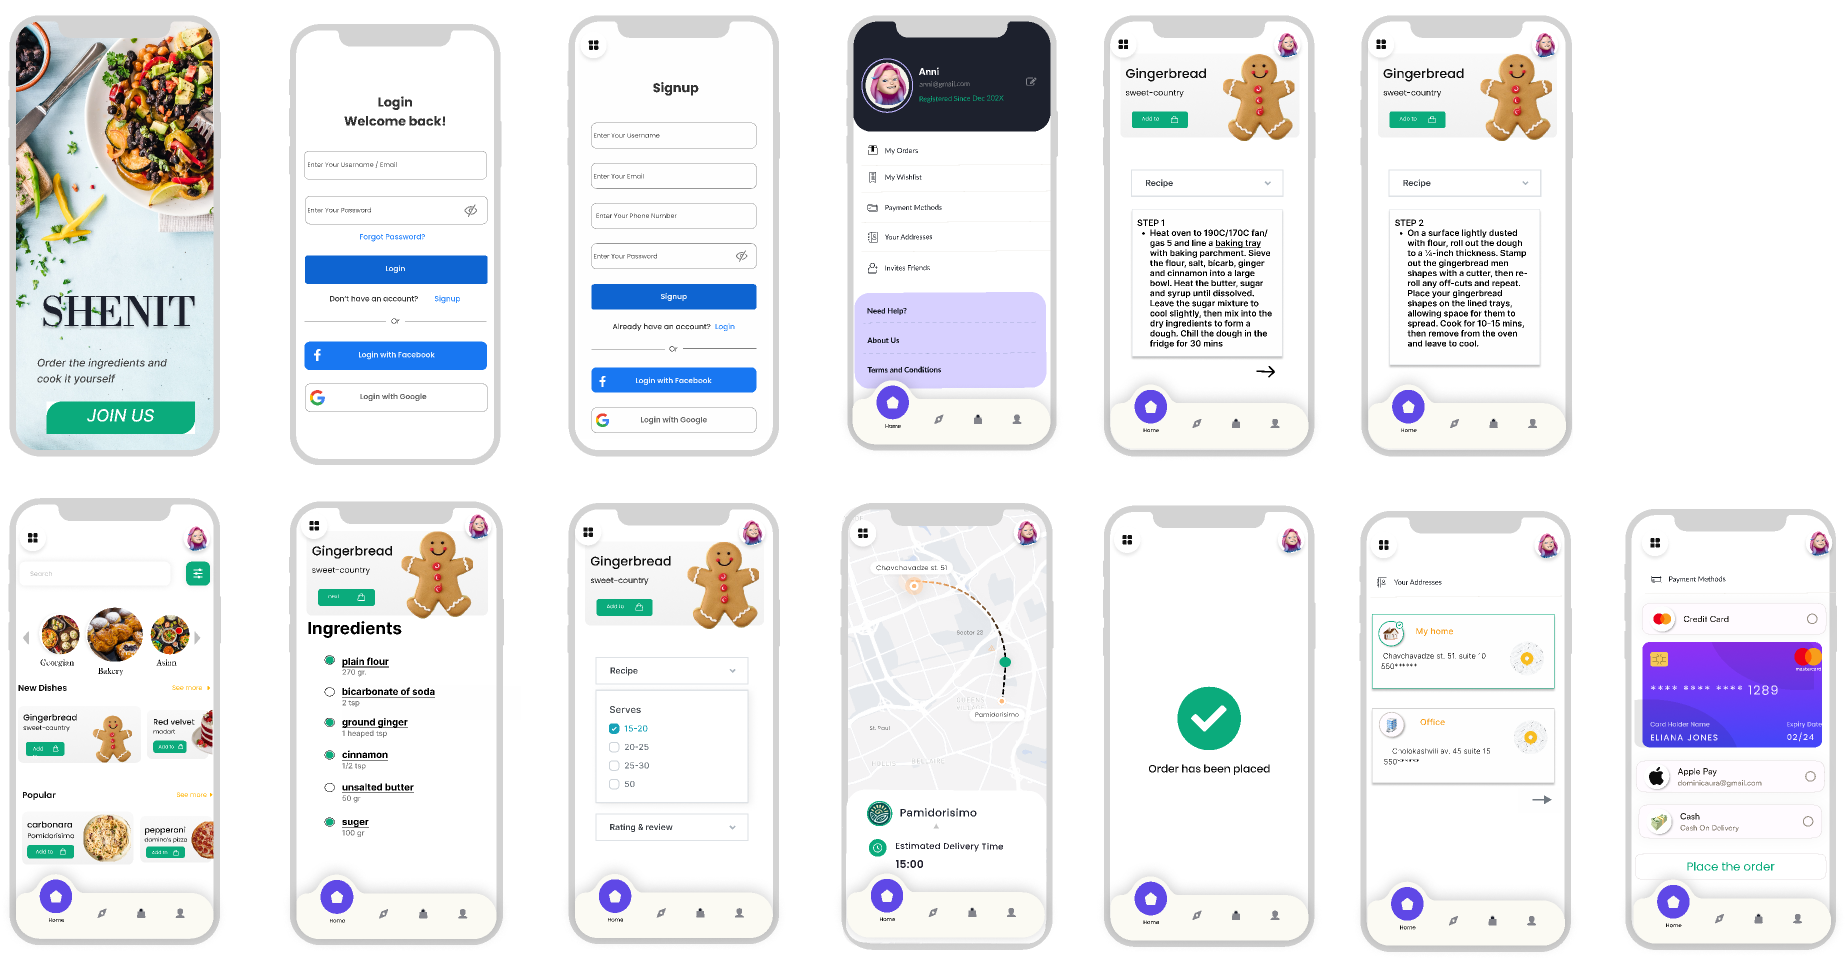 SHENIT
Order the ingredients and
cook it yourself
JOIN US
Login
Welcome back!
Enter Your Username / Email
Enter Your Password
Forgot Password?
Login
Don't have an account? Signup
Or
Login with Facebook
Login with Google
Signup
Enter Your Username
Enter Your Email
Enter Your Phone Number
Enter Your Password
Signup
Already have an account? Login
Or
Login with Facebook
Login with Google
Anni
anni@gmail.com
Registered Since Dec 202X
My Orders
My Wishlist
Payment Methods
Your Addresses
Invites Friends
Need Help?
About Us
Terms and Conditions
Home
Gingerbread
sweet-country
Add to
Recipe
STEP 1
• Heat oven to 190C/170C fan/
gas 5 and line a baking tray
with baking parchment. Sieve
the flour, salt, bicarb, ginger
and cinnamon into a large
bowl. Heat the butter, sugar
and syrup until dissolved.
Leave the sugar mixture to
cool slightly, then mix into the
dry ingredients to form a
dough. Chill the dough in the
fridge for 30 mins
Home
Gingerbread
sweet-country
Add to
Recipe
STEP 2
• On a surface lightly dusted
with flour, roll out the dough
to a ¼-inch thickness. Stamp
out the gingerbread men
shapes with a cutter, then re-
roll any off-cuts and repeat.
Place your gingerbread
shapes on the lined trays,
allowing space for them to
spread. Cook for 10–15 mins,
then remove from the oven
and leave to cool.
Home
Search
Georgian
Bakery
Asian
New Dishes
See more
Gingerbread
sweet-country
Add
Red velvet
madart
Add to
Popular
See more
carbonara
Pomidorisimo
Add to
pepperoni
domino's pizza
Add to
Home
Gingerbread
sweet-country
Ingredients
plain flour
270 gr.
bicarbonate of soda
2 tsp
ground ginger
1 heaped tsp
cinnamon
1/2 tsp
unsalted butter
50 gr
suger
100 gr
Home
Gingerbread
sweet-country
Add to
Recipe
Serves
15-20
20-25
25-30
50
Rating & review
Home
Chavchavadze st. 51
Sector 23
Pamidorisimo
St. Paul
Pamidorisimo
Estimated Delivery Time
15:00
Home
Order has been placed
Home
Your Addresses
My home
Chavchavadze st. 51. suite 10
550******
Office
Cholokashvili av. 45 suite 15
550******
Home
Payment Methods
Credit Card
mastercard
**** **** **** 1289
Card Holder Name
Expiry Date
ELIANA JONES
02/24
Apple Pay
dominicaura@gmail.com
Cash
Cash On Delivery
Place the order
Home